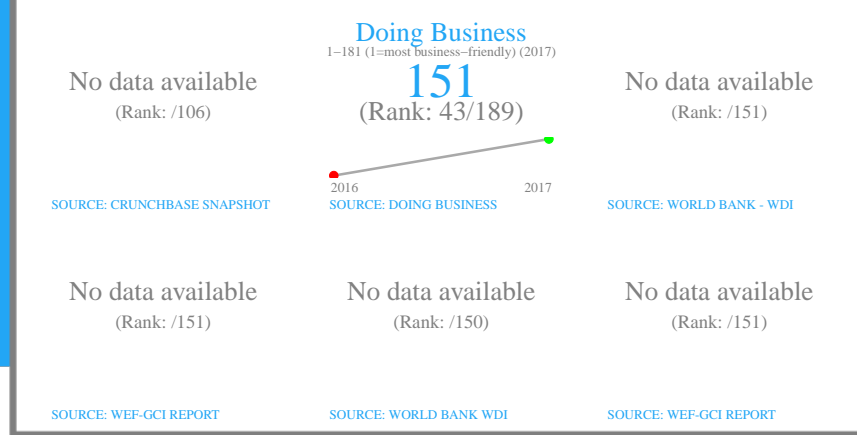 Doing Business
1−181 (1=most business−friendly) (2017)
No data available
(Rank: /106)
151
(Rank: 43/189)
No data available
(Rank: /151)
2016
2017
SOURCE: CRUNCHBASE SNAPSHOT
SOURCE: DOING BUSINESS
SOURCE: WORLD BANK - WDI
No data available
(Rank: /151)
No data available
(Rank: /150)
No data available
(Rank: /151)
SOURCE: WEF-GCI REPORT
SOURCE: WORLD BANK WDI
SOURCE: WEF-GCI REPORT